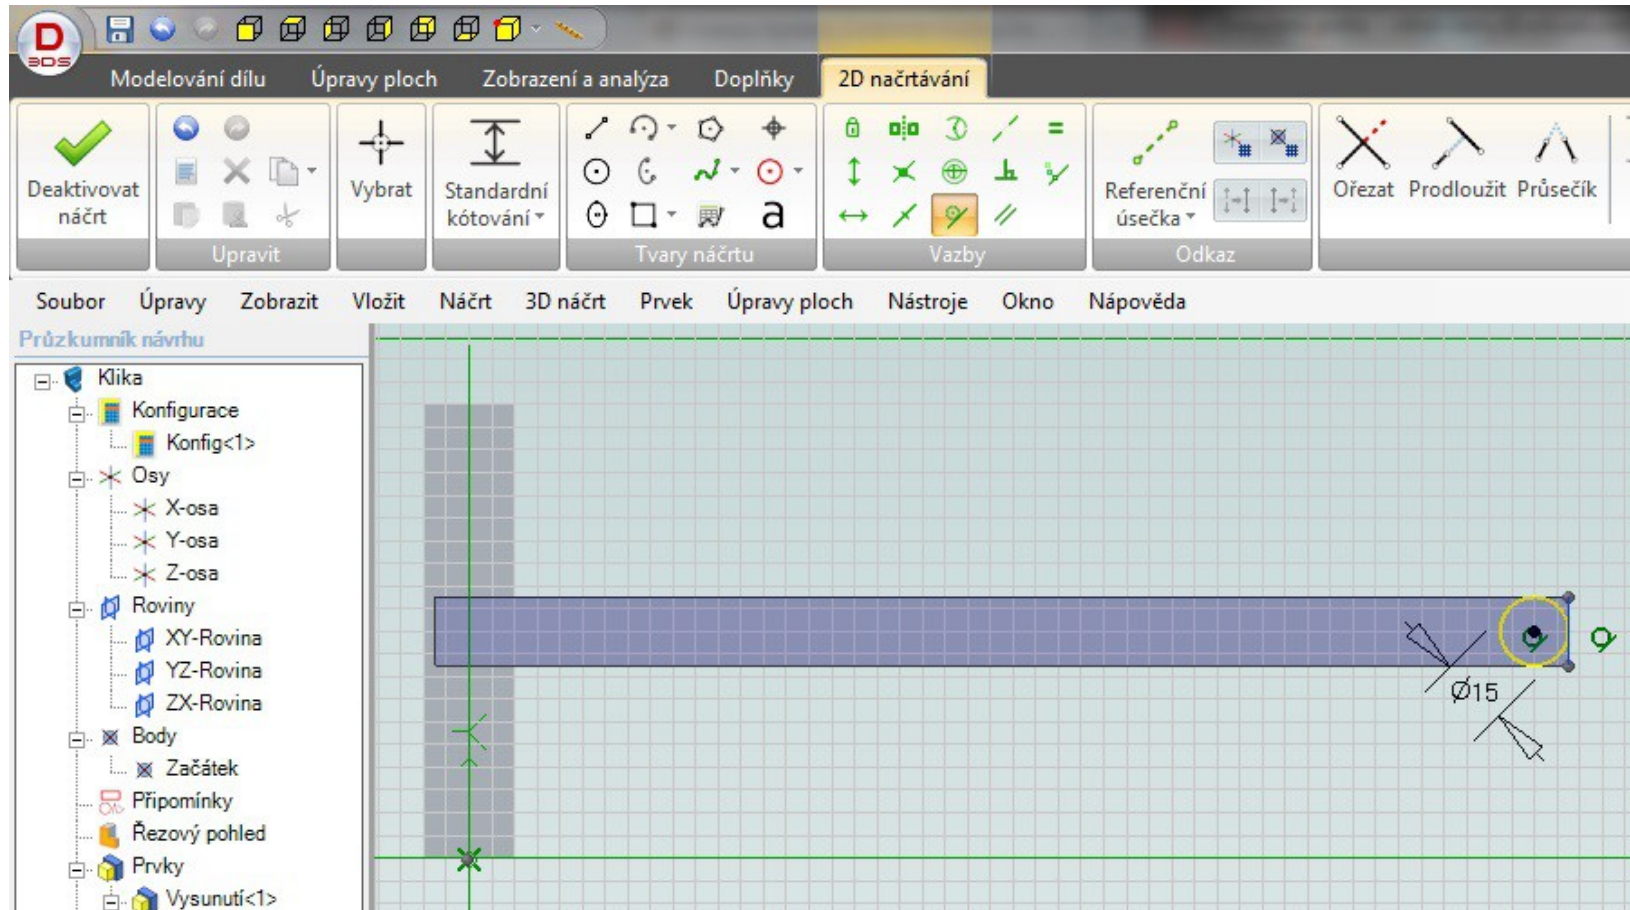 D
3DS
Modelování dílu Úpravy ploch Zobrazení a analýza Doplňky 2D načrtávání
Deaktivovat náčrt
Upravit
Vybrat
Standardní kótování
a
Tvary náčrtu
Vazby
Referenční úsečka
Odkaz
Ořezat Prodloužit Průsečík
Soubor Úpravy Zobrazit Vložit Náčrt 3D náčrt Prvek Úpravy ploch Nástroje Okno Nápověda
Průzkumník návrhu
Klika
Konfigurace
Konfig<1>
Osy
X-osa
Y-osa
Z-osa
Roviny
XY-Rovina
YZ-Rovina
ZX-Rovina
Body
Začátek
Připomínky
Řezový pohled
Prvky
Vysunutí<1>
Ø15